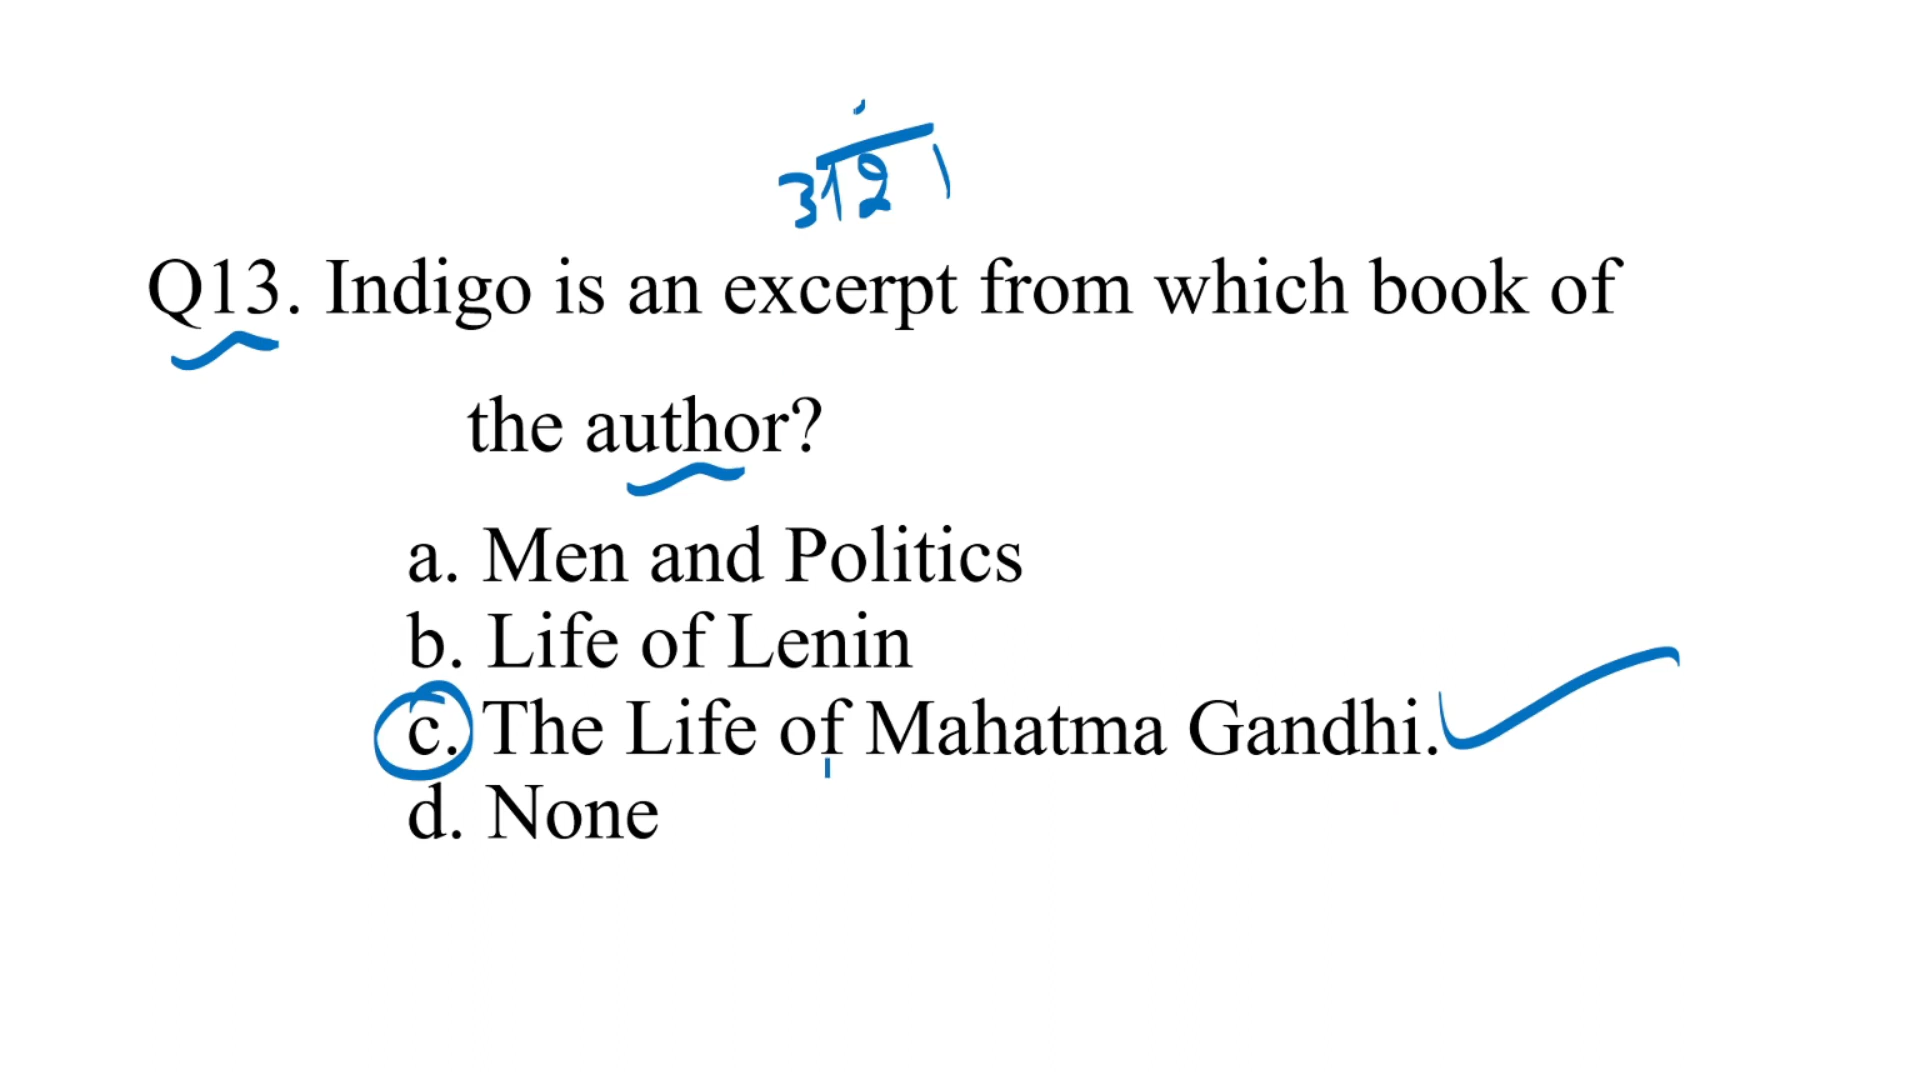 अंश
Q13. Indigo is an excerpt from which book of
the author?
a. Men and Politics
b. Life of Lenin
c. The Life of Mahatma Gandhi.
d. None